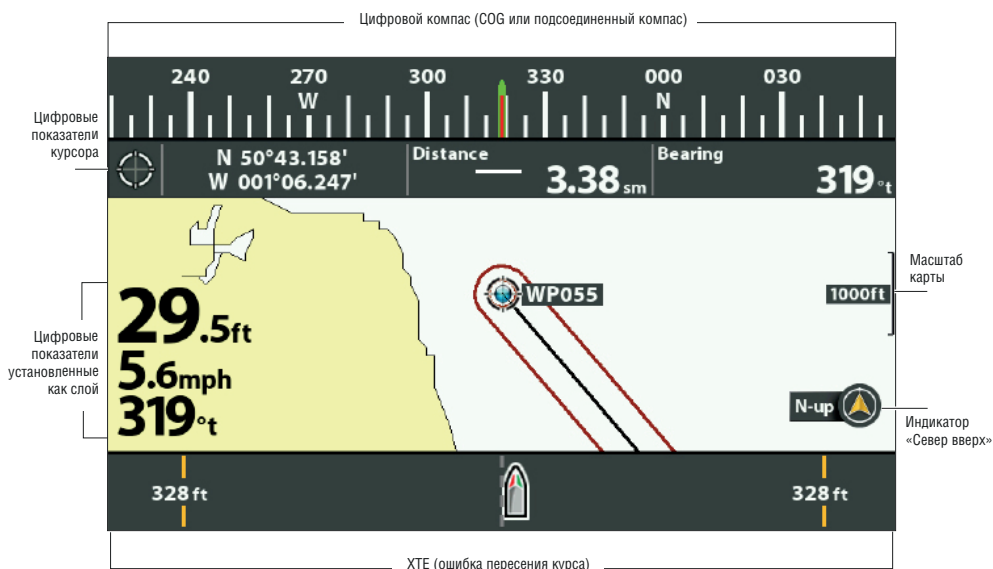 Цифровой компас (COG или подсоединенный компас)
240 270 300 330 000 030
W N
Цифровые
показатели
курсора
N 50°43.158'
W 001°06.247'
Distance
3.38 sm
Bearing
319 °t
WP055
Масштаб
карты
1000ft
29.5ft
5.6mph
319°t
Цифровые
показатели
установленные
как слой
N-up
Индикатор
«Север вверх»
328 ft
328 ft
XTE (ошибка пересения курса)